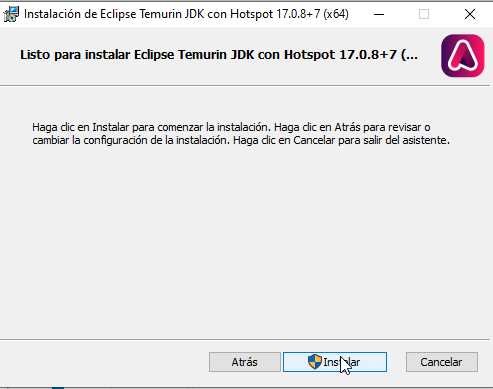 Instalación de Eclipse Temurin JDK con Hotspot 17.0.8+7 (x64)
Listo para instalar Eclipse Temurin JDK con Hotspot 17.0.8+7 (...
Haga clic en Instalar para comenzar la instalación. Haga clic en Atrás para revisar o
cambiar la configuración de la instalación. Haga clic en Cancelar para salir del asistente.
Atrás
Instalar
Cancelar